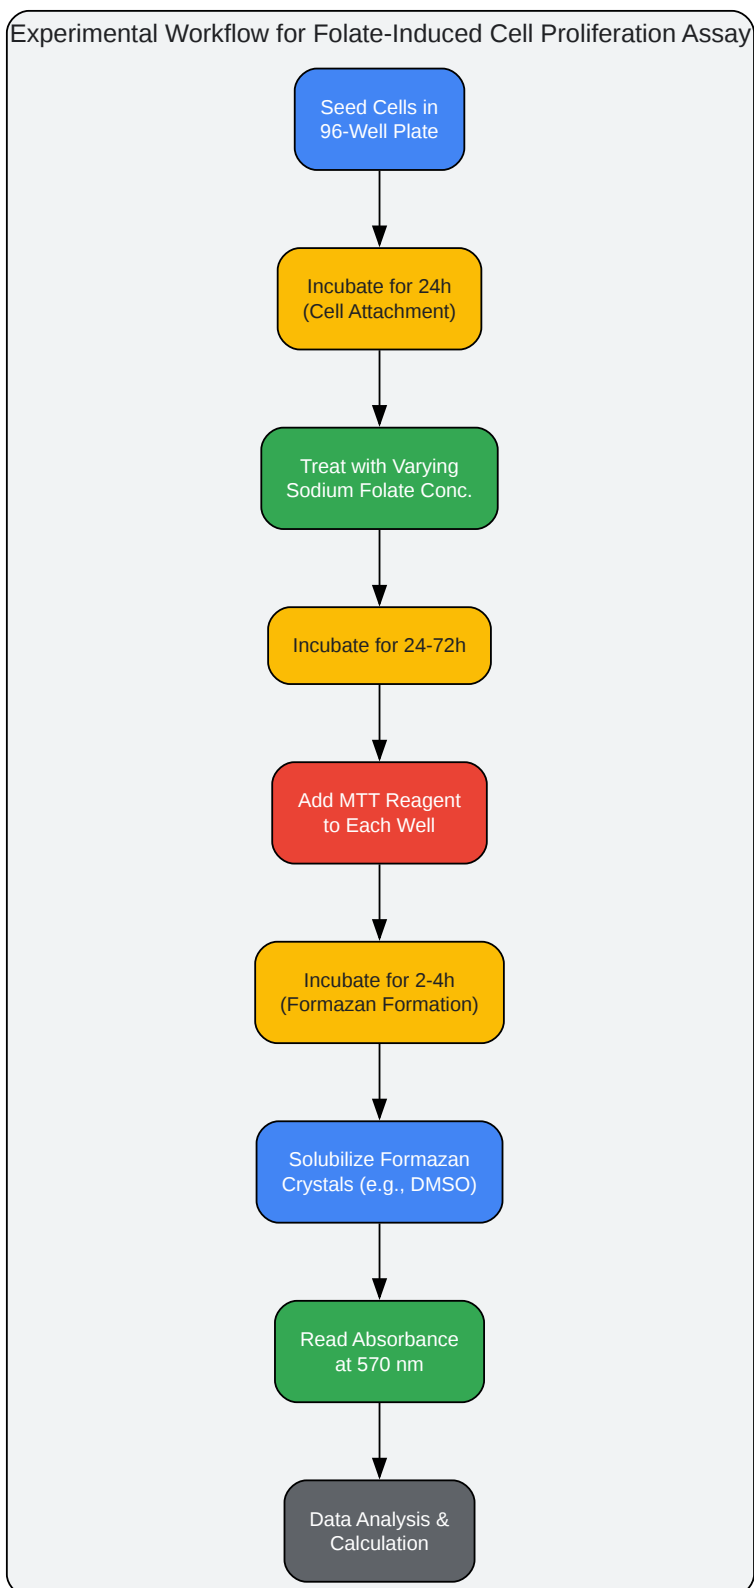 Experimental Workflow for Folate-Induced Cell Proliferation Assay
Seed Cells in
96-Well Plate
Incubate for 24h
(Cell Attachment)
Treat with Varying
Sodium Folate Conc.
Incubate for 24-72h
Add MTT Reagent
to Each Well
Incubate for 2-4h
(Formazan Formation)
Solubilize Formazan
Crystals (e.g., DMSO)
Read Absorbance
at 570 nm
Data Analysis &
Calculation